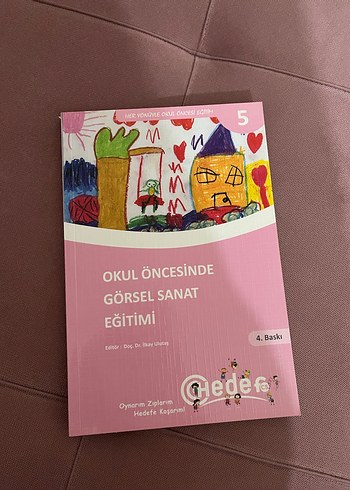 HER YÖNÜYLE OKUL ÖNCESİ EĞİTİM
5
OKUL ÖNCESİNDE
GÖRSEL SANAT
EĞİTİMİ
Editör : Doç. Dr. İlkay Ulutaş
4. Baskı
Hedef
Oynarım Zıplarım
Hedefe Koşarım!